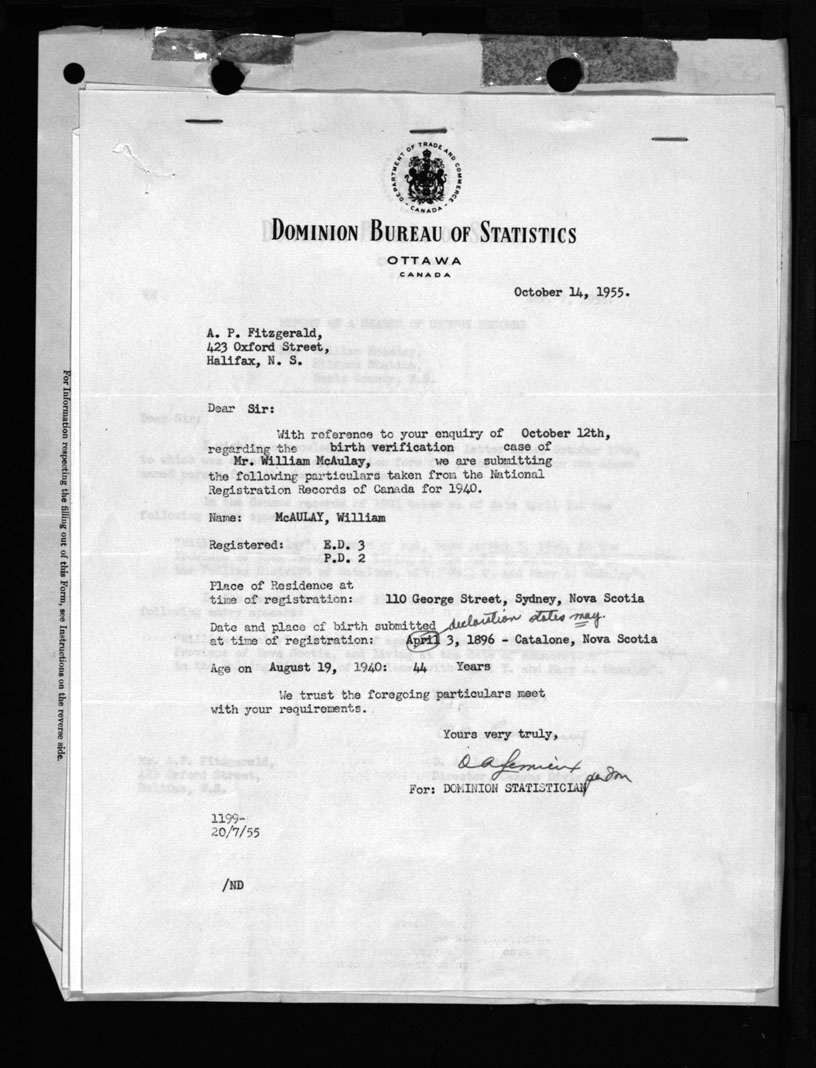 DEPARTMENT OF TRADE AND COMMERCE
CANADA
DOMINION BUREAU OF STATISTICS
OTTAWA
CANADA
October 14, 1955.
A. P. Fitzgerald,
423 Oxford Street,
Halifax, N. S.
Dear Sir:
With reference to your enquiry of October 12th,
regarding the birth verification case of
Mr. William McAulay, we are submitting
the following particulars taken from the National
Registration Records of Canada for 1940.
Name: McAULAY, William
Registered: E.D. 3
P.D. 2
Place of Residence at
time of registration: 110 George Street, Sydney, Nova Scotia
Date and place of birth submitted declaration states may.
at time of registration: April 3, 1896 - Catalone, Nova Scotia
Age on August 19, 1940: 44 Years
We trust the foregoing particulars meet
with your requirements.
Yours very truly,
O A Lemieux
For: DOMINION STATISTICIAN
1199-
20/7/55
/ND
For Information respecting the filling out of this Form, see Instructions on the reverse side.